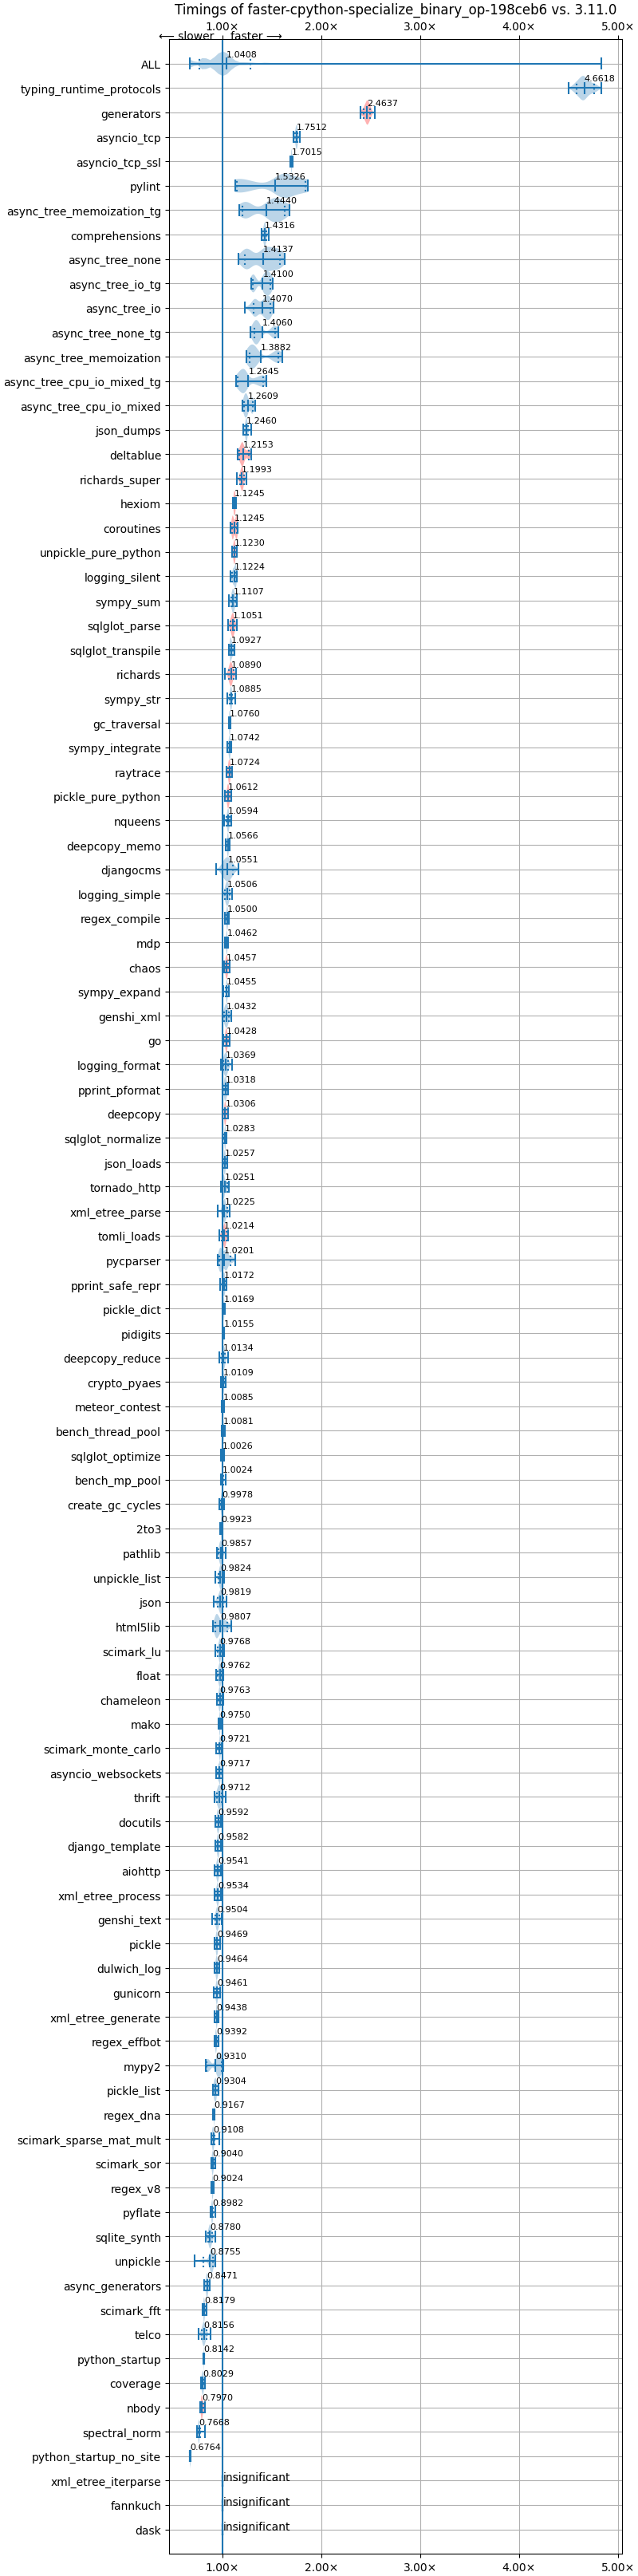 Timings of faster-cpython-specialize_binary_op-198ceb6 vs. 3.11.0
1.00× 2.00× 3.00× 4.00× 5.00×
⟵ slower faster ⟶
ALL 1.0408
typing_runtime_protocols 4.6618
generators 2.4637
asyncio_tcp 1.7512
asyncio_tcp_ssl 1.7015
pylint 1.5326
async_tree_memoization_tg 1.4440
comprehensions 1.4316
async_tree_none 1.4137
async_tree_io_tg 1.4100
async_tree_io 1.4070
async_tree_none_tg 1.4060
async_tree_memoization 1.3882
async_tree_cpu_io_mixed_tg 1.2645
async_tree_cpu_io_mixed 1.2609
json_dumps 1.2460
deltablue 1.2153
richards_super 1.1993
hexiom 1.1245
coroutines 1.1245
unpickle_pure_python 1.1230
logging_silent 1.1224
sympy_sum 1.1107
sqlglot_parse 1.1051
sqlglot_transpile 1.0927
richards 1.0890
sympy_str 1.0885
gc_traversal 1.0760
sympy_integrate 1.0742
raytrace 1.0724
pickle_pure_python 1.0612
nqueens 1.0594
deepcopy_memo 1.0566
djangocms 1.0551
logging_simple 1.0506
regex_compile 1.0500
mdp 1.0462
chaos 1.0457
sympy_expand 1.0455
genshi_xml 1.0432
go 1.0428
logging_format 1.0369
pprint_pformat 1.0318
deepcopy 1.0306
sqlglot_normalize 1.0283
json_loads 1.0257
tornado_http 1.0251
xml_etree_parse 1.0225
tomli_loads 1.0214
pycparser 1.0201
pprint_safe_repr 1.0172
pickle_dict 1.0169
pidigits 1.0155
deepcopy_reduce 1.0134
crypto_pyaes 1.0109
meteor_contest 1.0085
bench_thread_pool 1.0081
sqlglot_optimize 1.0026
bench_mp_pool 1.0024
create_gc_cycles 0.9978
2to3 0.9923
pathlib 0.9857
unpickle_list 0.9824
json 0.9819
html5lib 0.9807
scimark_lu 0.9768
float 0.9762
chameleon 0.9763
mako 0.9750
scimark_monte_carlo 0.9721
asyncio_websockets 0.9717
thrift 0.9712
docutils 0.9592
django_template 0.9582
aiohttp 0.9541
xml_etree_process 0.9534
genshi_text 0.9504
pickle 0.9469
dulwich_log 0.9464
gunicorn 0.9461
xml_etree_generate 0.9438
regex_effbot 0.9392
mypy2 0.9310
pickle_list 0.9304
regex_dna 0.9167
scimark_sparse_mat_mult 0.9108
scimark_sor 0.9040
regex_v8 0.9024
pyflate 0.8982
sqlite_synth 0.8780
unpickle 0.8755
async_generators 0.8471
scimark_fft 0.8179
telco 0.8156
python_startup 0.8142
coverage 0.8029
nbody 0.7970
spectral_norm 0.7668
python_startup_no_site 0.6764
xml_etree_iterparse insignificant
fannkuch insignificant
dask insignificant
1.00× 2.00× 3.00× 4.00× 5.00×